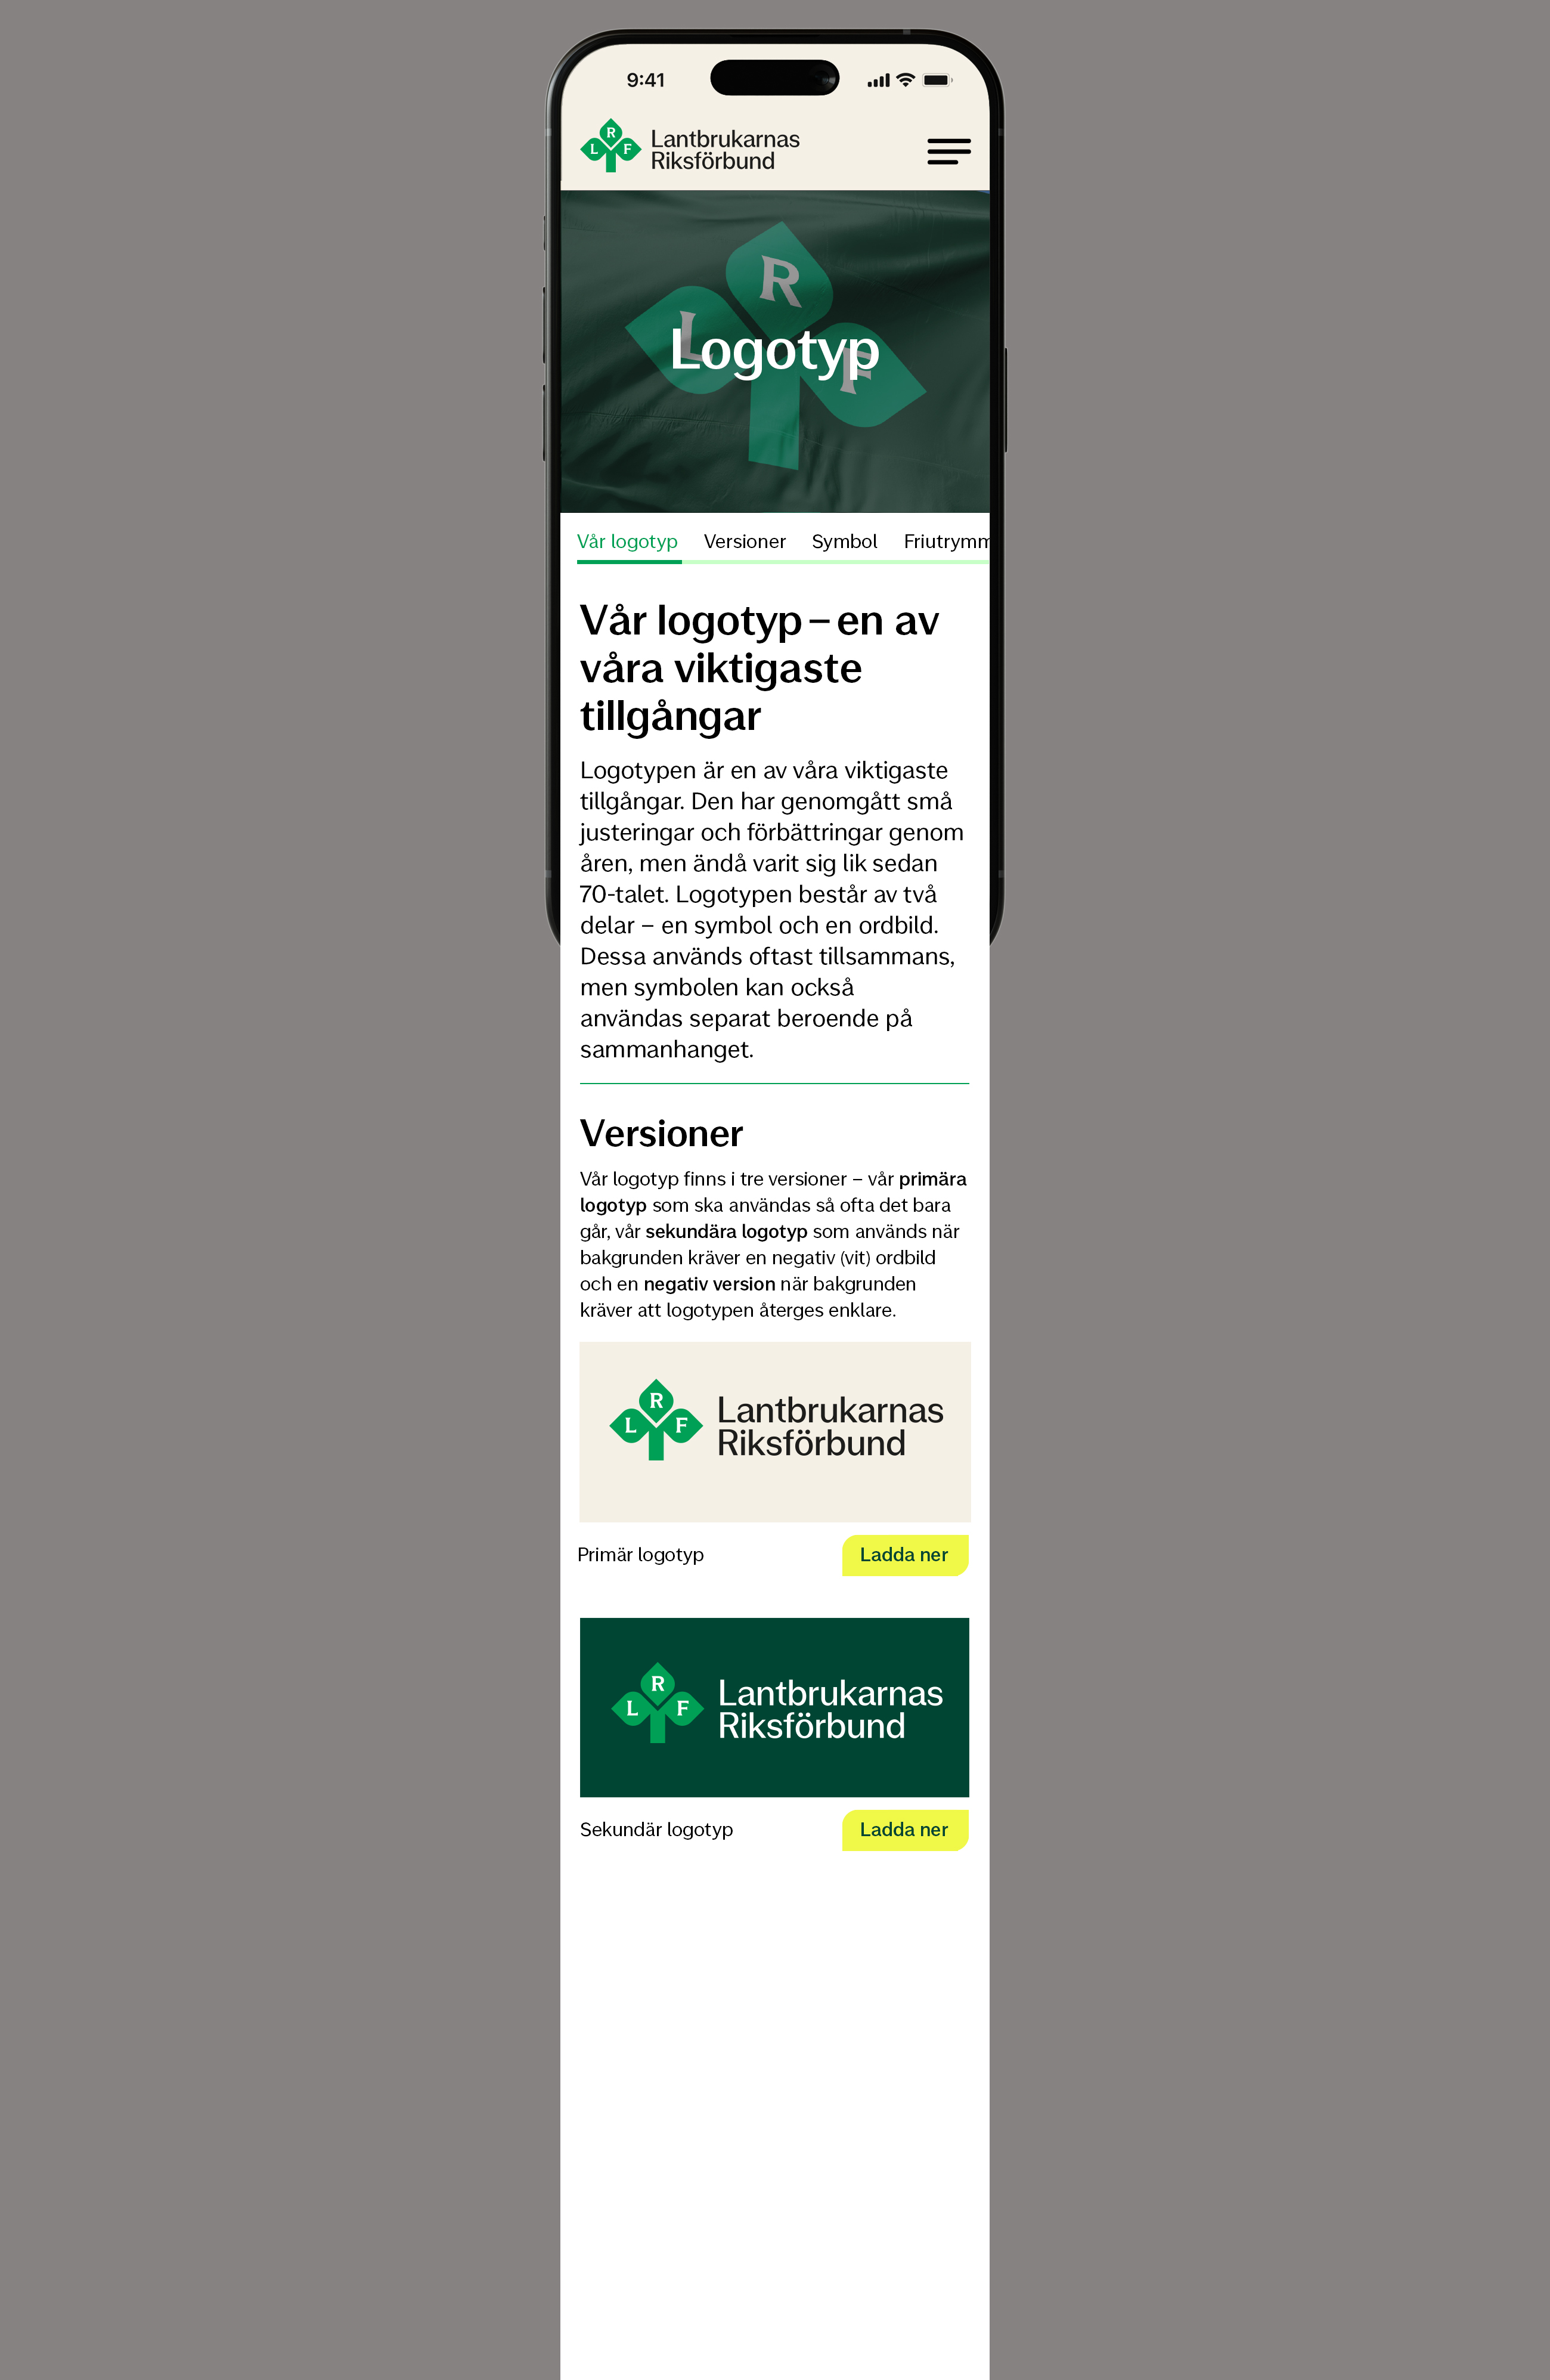 9:41
L R F
Lantbrukarnas
Riksförbund
L R F
Logotyp
Vår logotyp Versioner Symbol Friutrymm
Vår logotyp – en av
våra viktigaste
tillgångar
Logotypen är en av våra viktigaste
tillgångar. Den har genomgått små
justeringar och förbättringar genom
åren, men ändå varit sig lik sedan
70-talet. Logotypen består av två
delar – en symbol och en ordbild.
Dessa används oftast tillsammans,
men symbolen kan också
användas separat beroende på
sammanhanget.
Versioner
Vår logotyp finns i tre versioner – vår primära
logotyp som ska användas så ofta det bara
går, vår sekundära logotyp som används när
bakgrunden kräver en negativ (vit) ordbild
och en negativ version när bakgrunden
kräver att logotypen återges enklare.
L R F
Lantbrukarnas
Riksförbund
Primär logotyp Ladda ner
L R F
Lantbrukarnas
Riksförbund
Sekundär logotyp Ladda ner